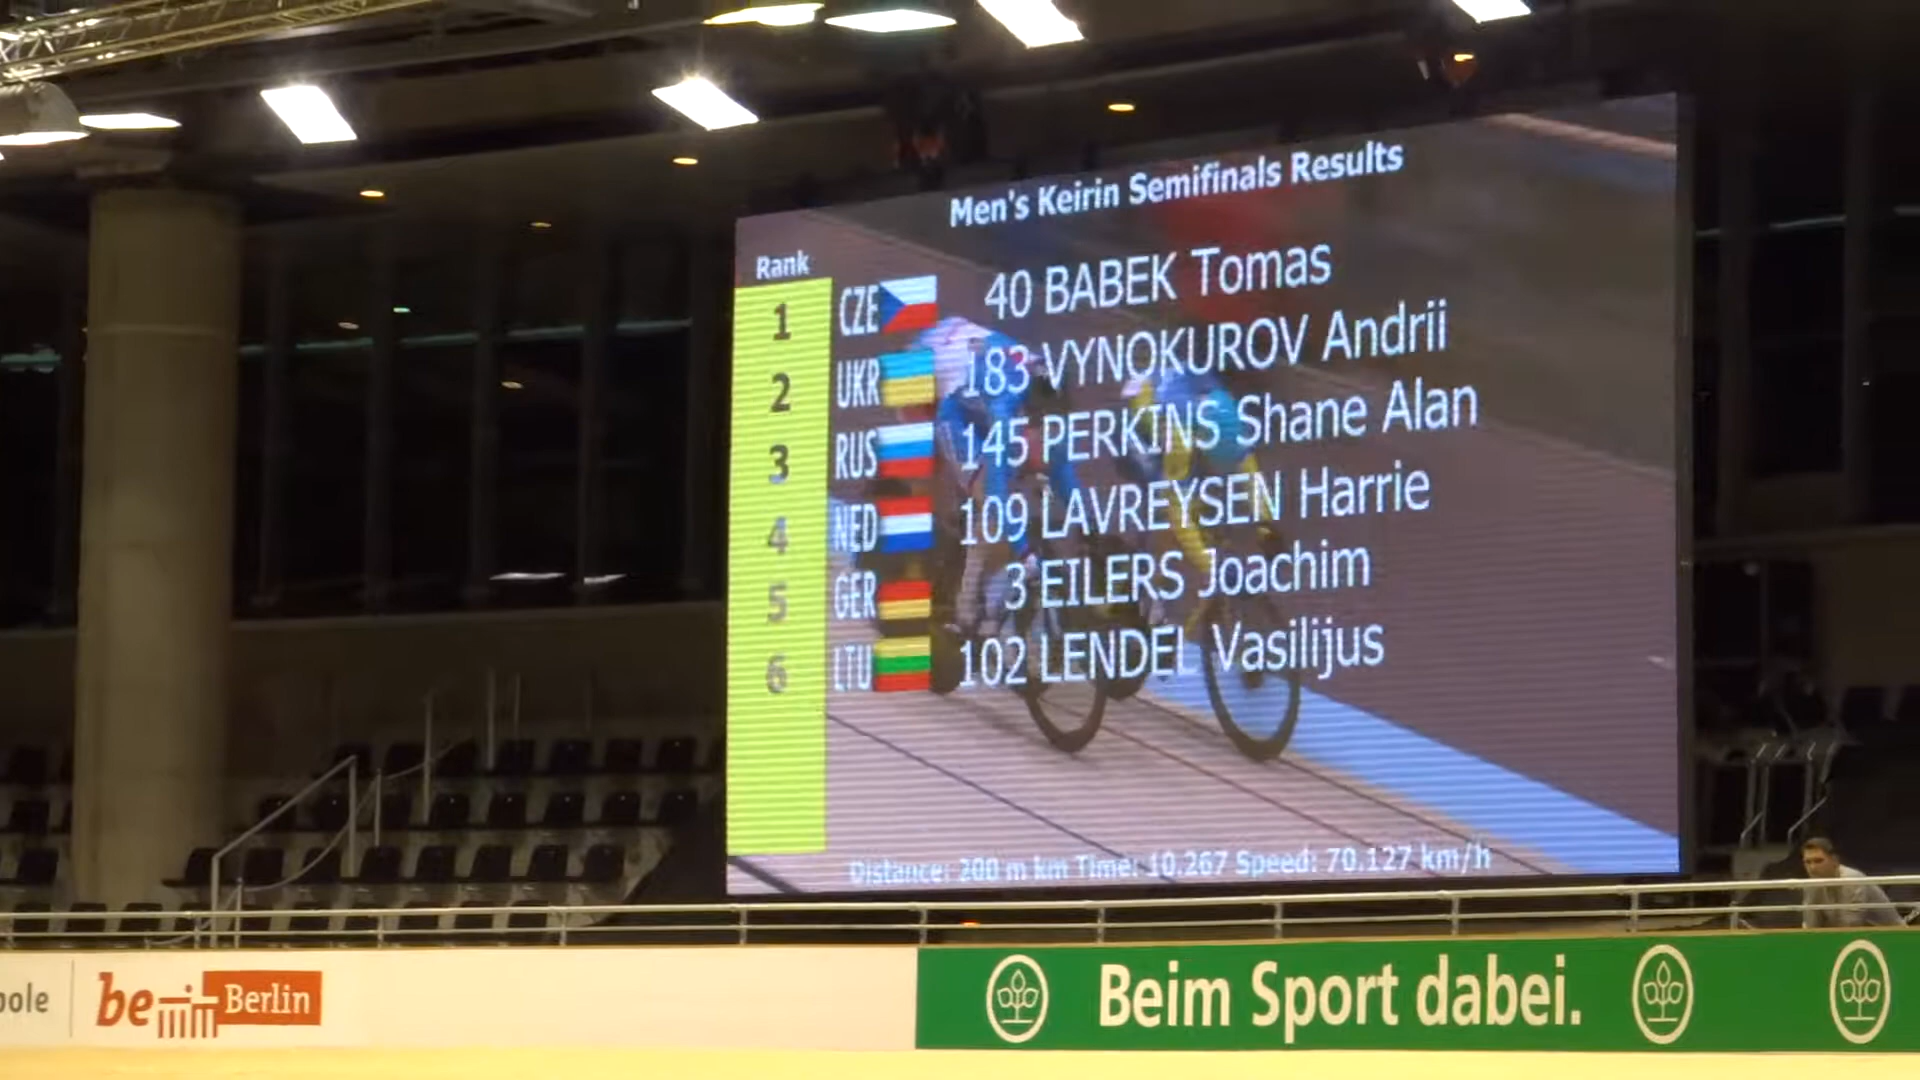 Men's Keirin Semifinals Results
Rank
1 CZE 40 BABEK Tomas
2 UKR 183 VYNOKUROV Andrii
3 RUS 145 PERKINS Shane Alan
4 NED 109 LAVREYSEN Harrie
5 GER 3 EILERS Joachim
6 LTU 102 LENDEL Vasilijus
Distance: 200 m km Time: 10.267 Speed: 70.127 km/h
pole
be Berlin
Beim Sport dabei.